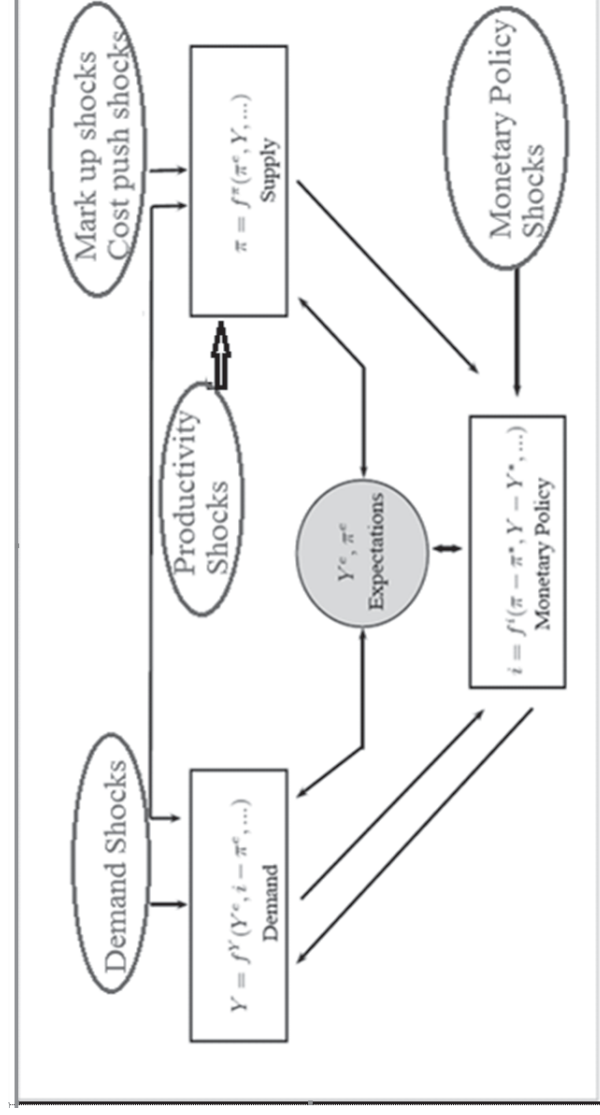 Demand Shocks
Productivity
Shocks
Mark up shocks
Cost push shocks
Y = f^Y(Y^e, i − π^e, ...)
Demand
π = f^π(π^e, Y, ...)
Supply
Y^e, π^e
Expectations
i = f^i(π − π*, Y − Y*, ...)
Monetary Policy
Monetary Policy
Shocks